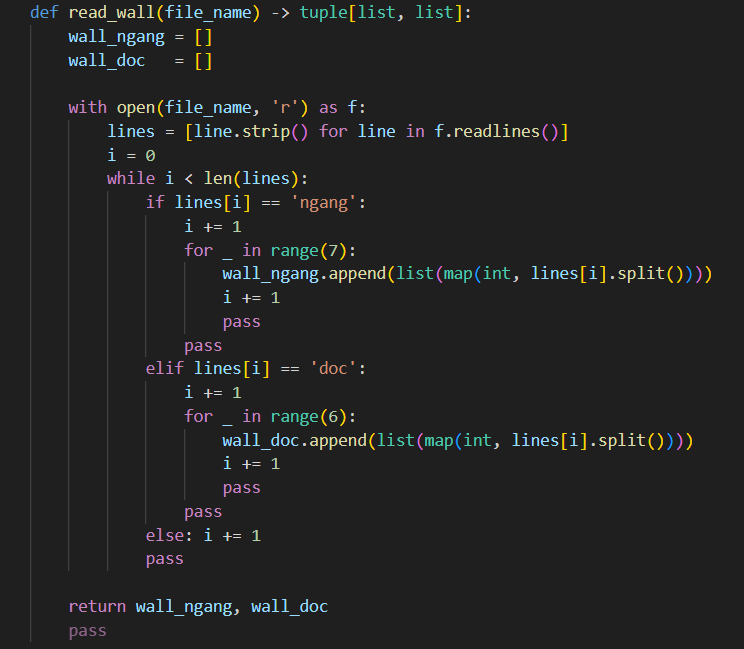 def read_wall(file_name) -> tuple[list, list]:
    wall_ngang = []
    wall_doc   = []

    with open(file_name, 'r') as f:
        lines = [line.strip() for line in f.readlines()]
        i = 0
        while i < len(lines):
            if lines[i] == 'ngang':
                i += 1
                for _ in range(7):
                    wall_ngang.append(list(map(int, lines[i].split())))
                    i += 1
                    pass
                pass
            elif lines[i] == 'doc':
                i += 1
                for _ in range(6):
                    wall_doc.append(list(map(int, lines[i].split())))
                    i += 1
                    pass
                pass
            else: i += 1
            pass

    return wall_ngang, wall_doc
    pass